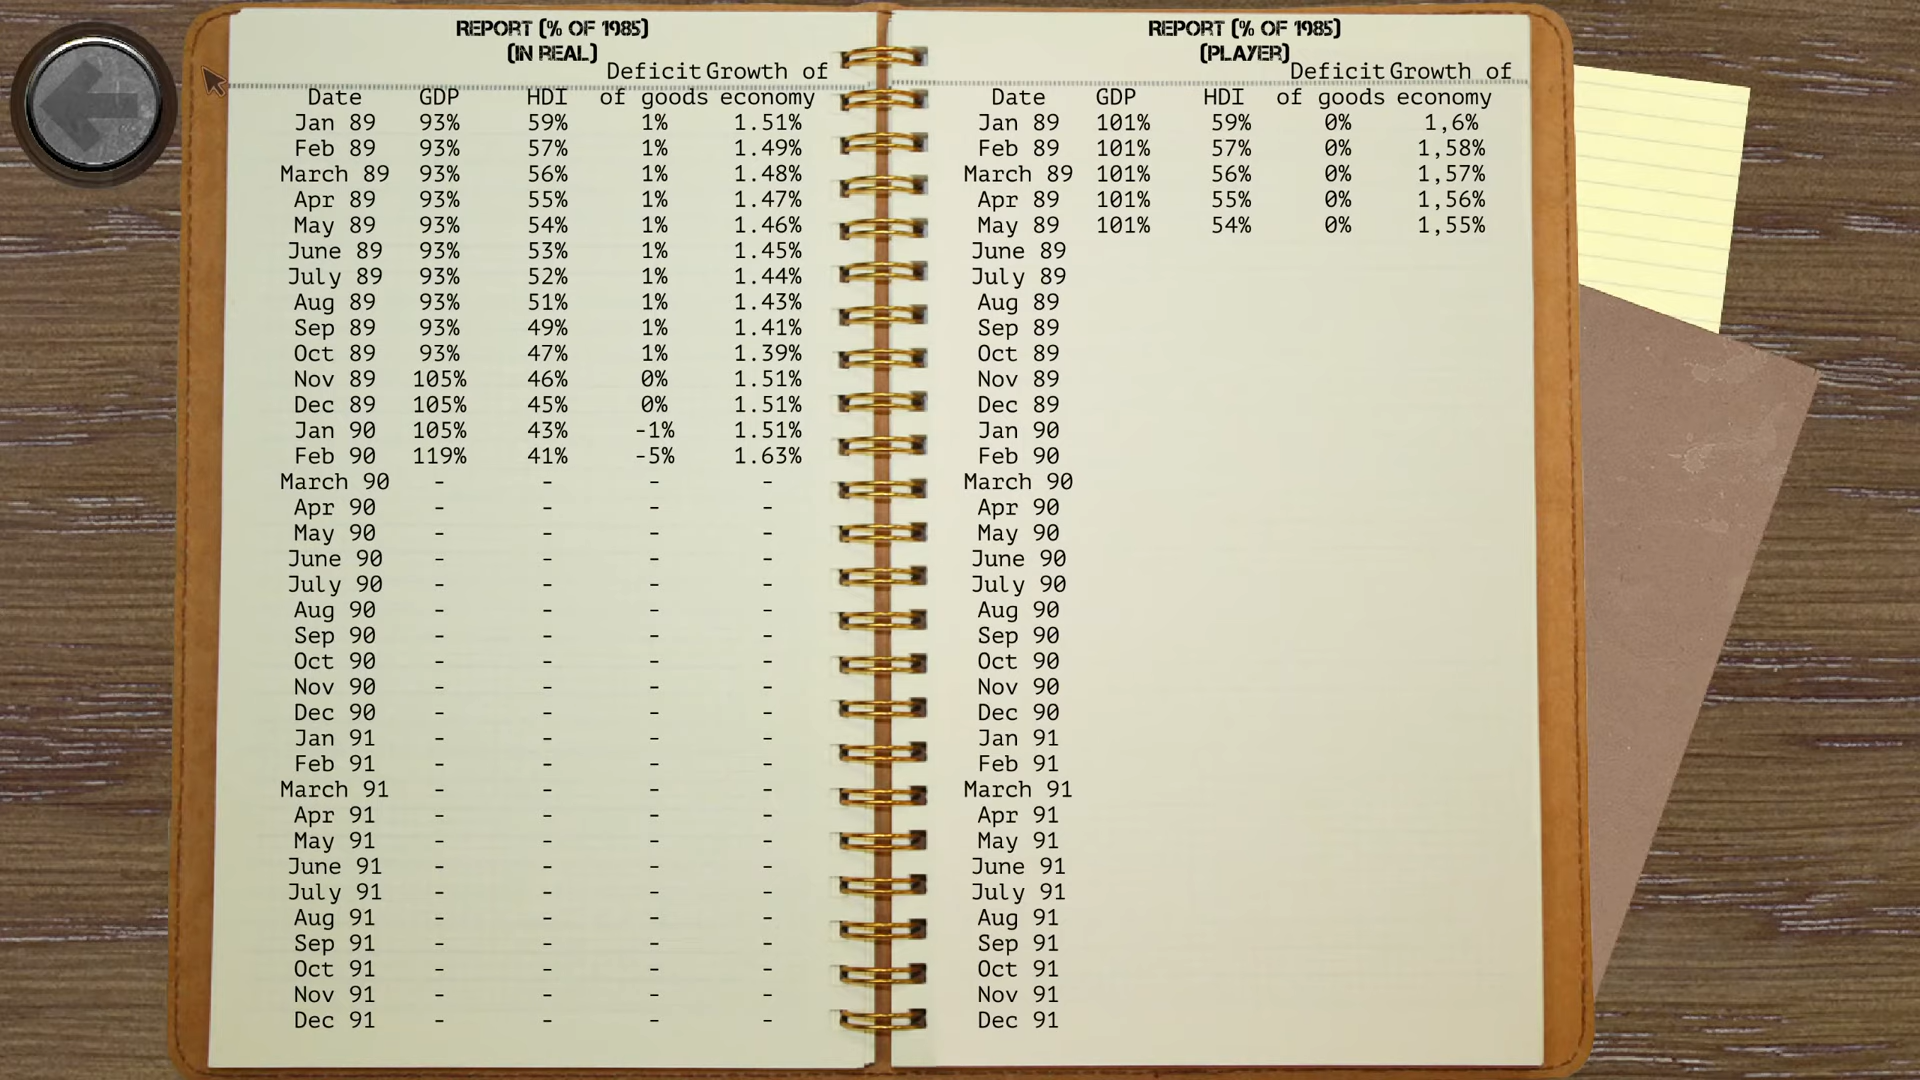 REPORT (% OF 1985)
(IN REAL)
Deficit Growth of
Date GDP HDI of goods economy
Jan 89 93% 59% 1% 1.51%
Feb 89 93% 57% 1% 1.49%
March 89 93% 56% 1% 1.48%
Apr 89 93% 55% 1% 1.47%
May 89 93% 54% 1% 1.46%
June 89 93% 53% 1% 1.45%
July 89 93% 52% 1% 1.44%
Aug 89 93% 51% 1% 1.43%
Sep 89 93% 49% 1% 1.41%
Oct 89 93% 47% 1% 1.39%
Nov 89 105% 46% 0% 1.51%
Dec 89 105% 45% 0% 1.51%
Jan 90 105% 43% -1% 1.51%
Feb 90 119% 41% -5% 1.63%
March 90 - - - -
Apr 90 - - - -
May 90 - - - -
June 90 - - - -
July 90 - - - -
Aug 90 - - - -
Sep 90 - - - -
Oct 90 - - - -
Nov 90 - - - -
Dec 90 - - - -
Jan 91 - - - -
Feb 91 - - - -
March 91 - - - -
Apr 91 - - - -
May 91 - - - -
June 91 - - - -
July 91 - - - -
Aug 91 - - - -
Sep 91 - - - -
Oct 91 - - - -
Nov 91 - - - -
Dec 91 - - - -
REPORT (% OF 1985)
(PLAYER)
Deficit Growth of
Date GDP HDI of goods economy
Jan 89 101% 59% 0% 1,6%
Feb 89 101% 57% 0% 1,58%
March 89 101% 56% 0% 1,57%
Apr 89 101% 55% 0% 1,56%
May 89 101% 54% 0% 1,55%
June 89
July 89
Aug 89
Sep 89
Oct 89
Nov 89
Dec 89
Jan 90
Feb 90
March 90
Apr 90
May 90
June 90
July 90
Aug 90
Sep 90
Oct 90
Nov 90
Dec 90
Jan 91
Feb 91
March 91
Apr 91
May 91
June 91
July 91
Aug 91
Sep 91
Oct 91
Nov 91
Dec 91